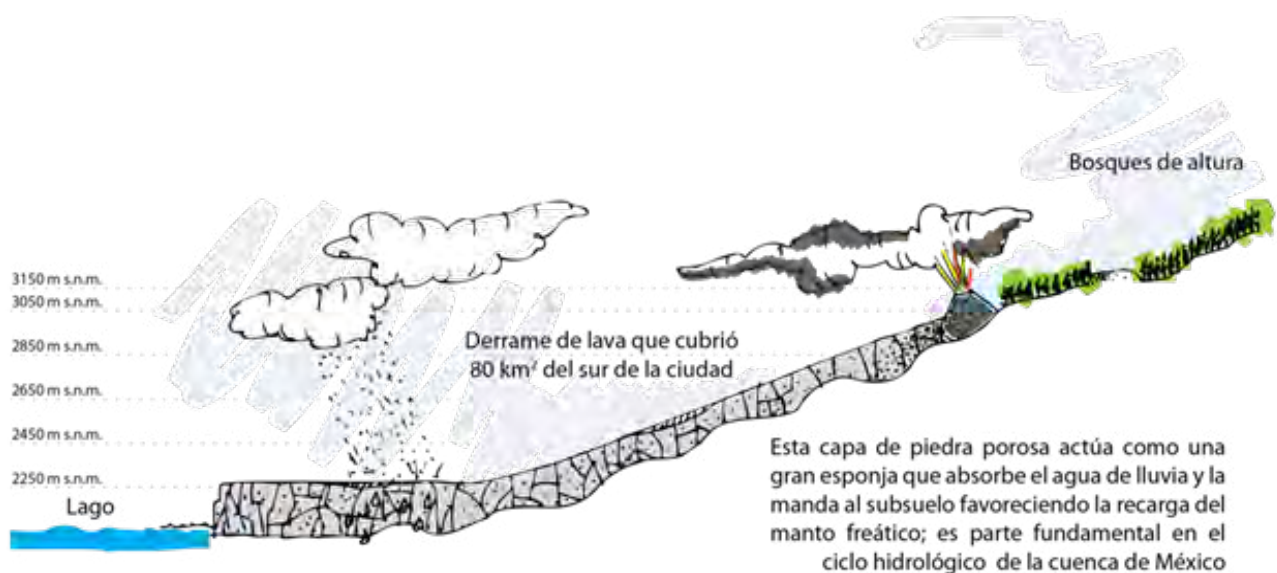 Bosques de altura
3150 m s.n.m.
3050 m s.n.m.
2850 m s.n.m.
2650 m s.n.m.
2450 m s.n.m.
2250 m s.n.m.
Derrame de lava que cubrió
80 km² del sur de la ciudad
Lago
Esta capa de piedra porosa actúa como una
gran esponja que absorbe el agua de lluvia y la
manda al subsuelo favoreciendo la recarga del
manto freático; es parte fundamental en el
ciclo hidrológico de la cuenca de México